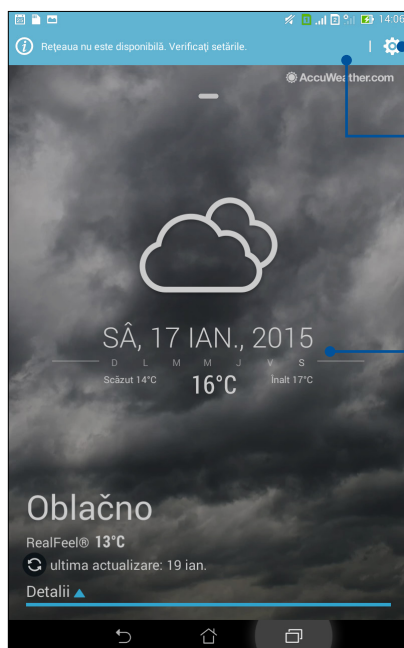 14:06
Rețeaua nu este disponibilă. Verificați setările.
AccuWeather.com
SÂ, 17 IAN., 2015
D L M M J V S
Scăzut 14°C 16°C Înalt 17°C
Oblačno
RealFeel® 13°C
ultima actualizare: 19 ian.
Detalii